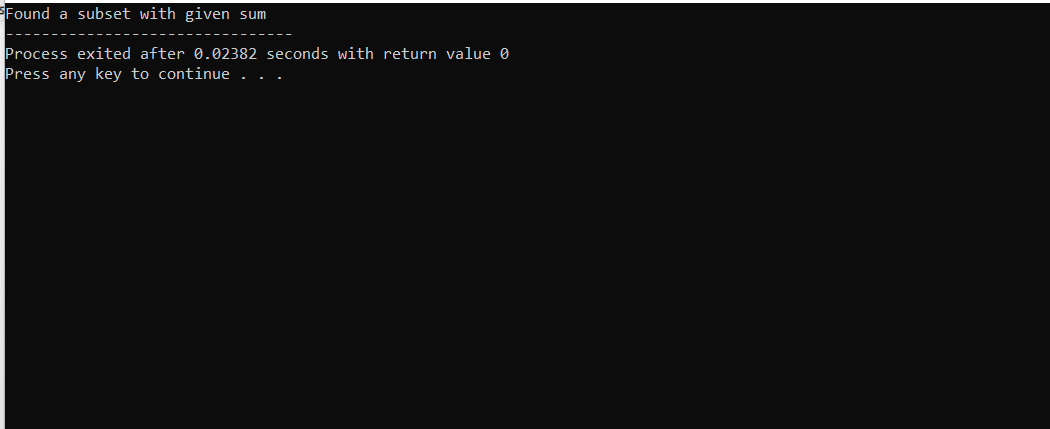 Found a subset with given sum
--------------------------------
Process exited after 0.02382 seconds with return value 0
Press any key to continue . . .